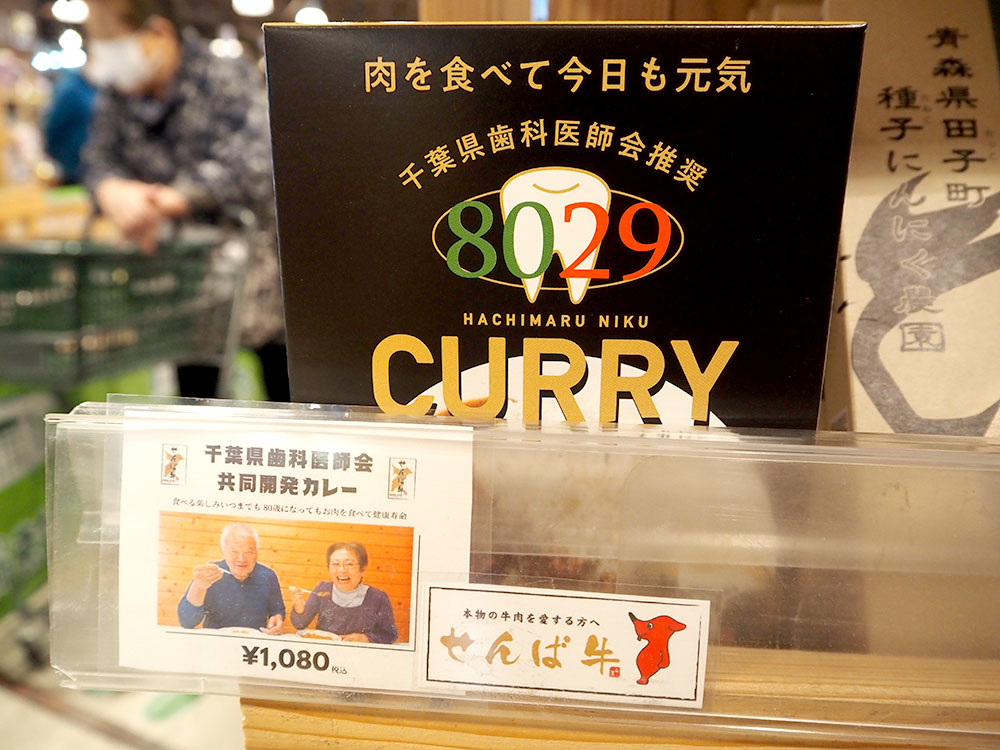 肉を食べて今日も元気
千葉県歯科医師会推奨
8029
HACHIMARU NIKU
CURRY
青森県田子町
種子にんにく農園
千葉県歯科医師会
共同開発カレー
食べる楽しみいつまでも 80歳になってもお肉を食べて健康寿命
¥1,080 税込
本物の牛肉を愛する方へ
せんば牛